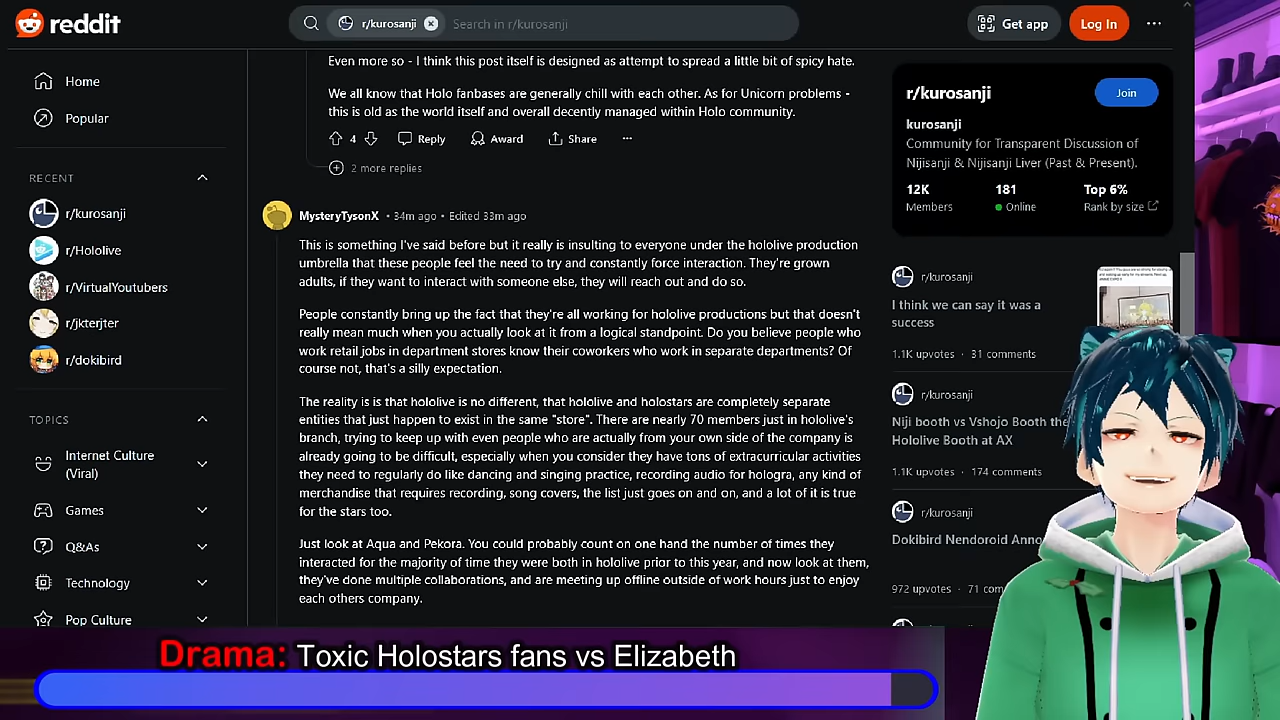 reddit
r/kurosanji
Search in r/kurosanji
Get app
Log In
Home
Popular
RECENT
r/kurosanji
r/Hololive
r/VirtualYoutubers
r/jkterjter
r/dokibird
TOPICS
Internet Culture
(Viral)
Games
Q&As
Technology
Pop Culture
Even more so - I think this post itself is designed as attempt to spread a little bit of spicy hate.
We all know that Holo fanbases are generally chill with each other. As for Unicorn problems -
this is old as the world itself and overall decently managed within Holo community.
4
Reply
Award
Share
2 more replies
MysteryTysonX • 34m ago • Edited 33m ago
This is something I've said before but it really is insulting to everyone under the hololive production
umbrella that these people feel the need to try and constantly force interaction. They're grown
adults, if they want to interact with someone else, they will reach out and do so.
People constantly bring up the fact that they're all working for hololive productions but that doesn't
really mean much when you actually look at it from a logical standpoint. Do you believe people who
work retail jobs in department stores know their coworkers who work in separate departments? Of
course not, that's a silly expectation.
The reality is is that hololive is no different, that hololive and holostars are completely separate
entities that just happen to exist in the same "store". There are nearly 70 members just in hololive's
branch, trying to keep up with even people who are actually from your own side of the company is
already going to be difficult, especially when you consider they have tons of extracurricular activities
they need to regularly do like dancing and singing practice, recording audio for hologra, any kind of
merchandise that requires recording, song covers, the list just goes on and on, and a lot of it is true
for the stars too.
Just look at Aqua and Pekora. You could probably count on one hand the number of times they
interacted for the majority of time they were both in hololive prior to this year, and now look at them,
they've done multiple collaborations, and are meeting up offline outside of work hours just to enjoy
each others company.
r/kurosanji
Join
kurosanji
Community for Transparent Discussion of
Nijisanji & Nijisanji Liver (Past & Present).
12K
181
Top 6%
Members
Online
Rank by size
r/kurosanji
I think we can say it was a
success
1.1K upvotes · 31 comments
r/kurosanji
Niji booth vs Vshojo Booth the
Hololive Booth at AX
1.1K upvotes · 174 comments
r/kurosanji
Dokibird Nendoroid Anno
972 upvotes · 71 com
Drama: Toxic Holostars fans vs Elizabeth